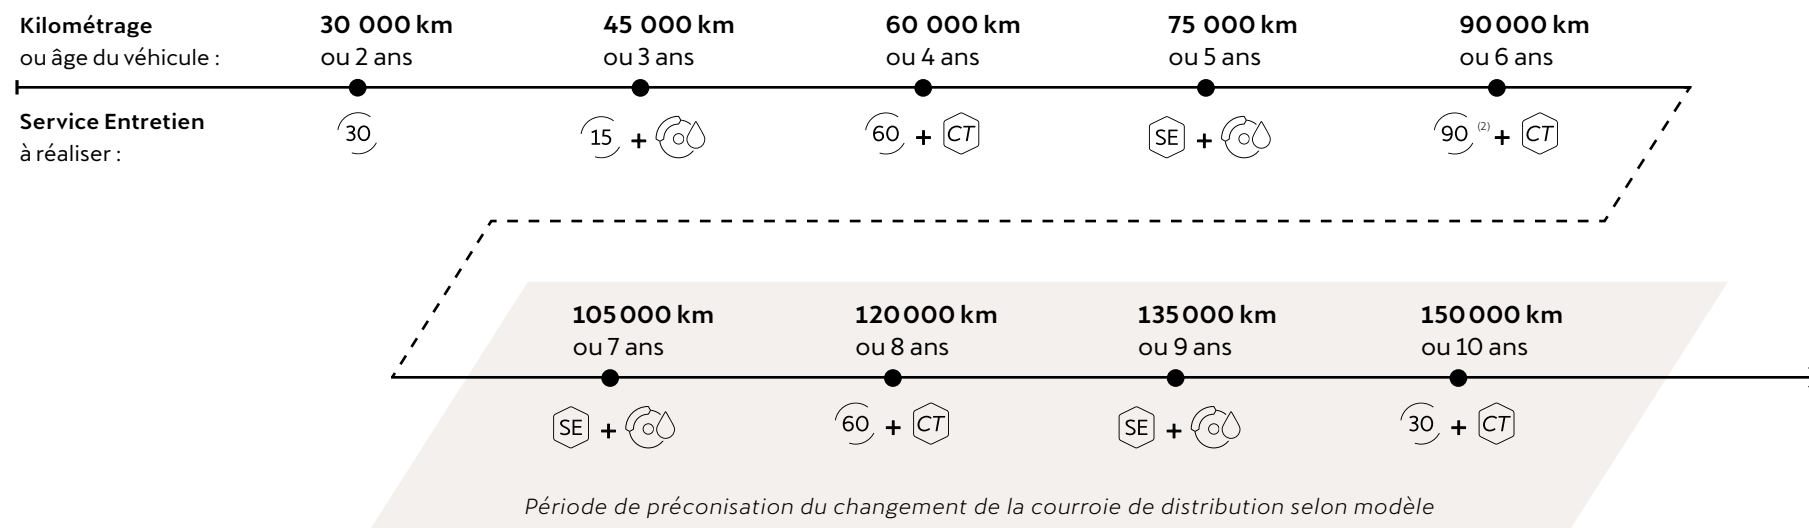 Kilométrage
ou âge du véhicule :
30 000 km
ou 2 ans
45 000 km
ou 3 ans
60 000 km
ou 4 ans
75 000 km
ou 5 ans
90 000 km
ou 6 ans
Service Entretien
à réaliser :
30
15 +
60 + CT
SE +
90 (2) + CT
105 000 km
ou 7 ans
120 000 km
ou 8 ans
135 000 km
ou 9 ans
150 000 km
ou 10 ans
SE +
60 + CT
SE +
30 + CT
Période de préconisation du changement de la courroie de distribution selon modèle